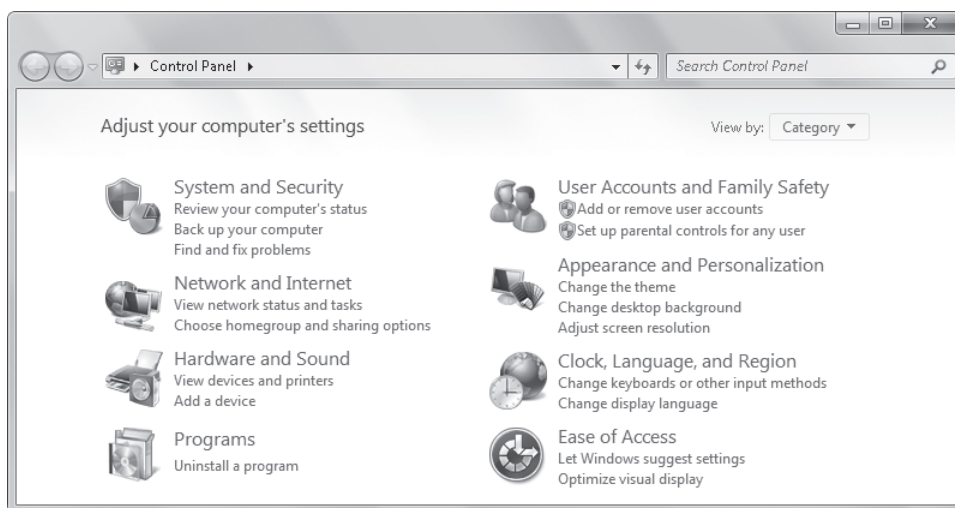 Control Panel
Search Control Panel
Adjust your computer's settings
View by: Category
System and Security
Review your computer's status
Back up your computer
Find and fix problems
Network and Internet
View network status and tasks
Choose homegroup and sharing options
Hardware and Sound
View devices and printers
Add a device
Programs
Uninstall a program
User Accounts and Family Safety
Add or remove user accounts
Set up parental controls for any user
Appearance and Personalization
Change the theme
Change desktop background
Adjust screen resolution
Clock, Language, and Region
Change keyboards or other input methods
Change display language
Ease of Access
Let Windows suggest settings
Optimize visual display